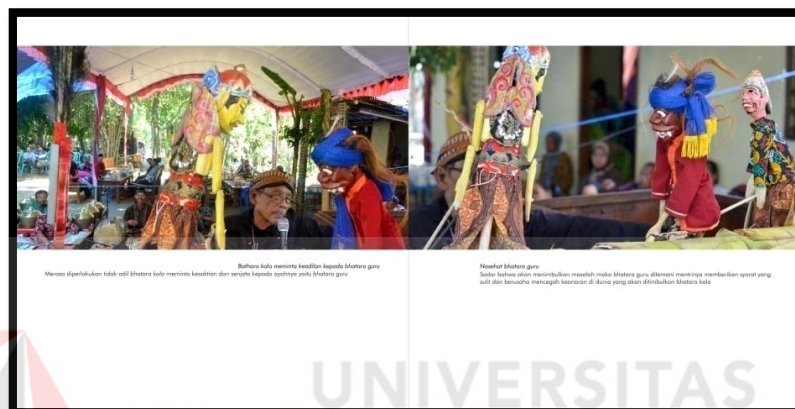 Bathara kala meminta keadilan kepada bhatara guru
Merasa diperlakukan tidak adil bhatara kala meminta kesaktian dan senjata kepada ayahnya yaitu bhatara guru
Nasehat bhatara guru
Sadar bahwa akan menimbulkan masalah maka bhatara guru ditemani mentrinya memberikan syarat yang
sulit dan berusaha mencegah keonaran di dunia yang akan ditimbulkan bhatara kala
UNIVERSITAS